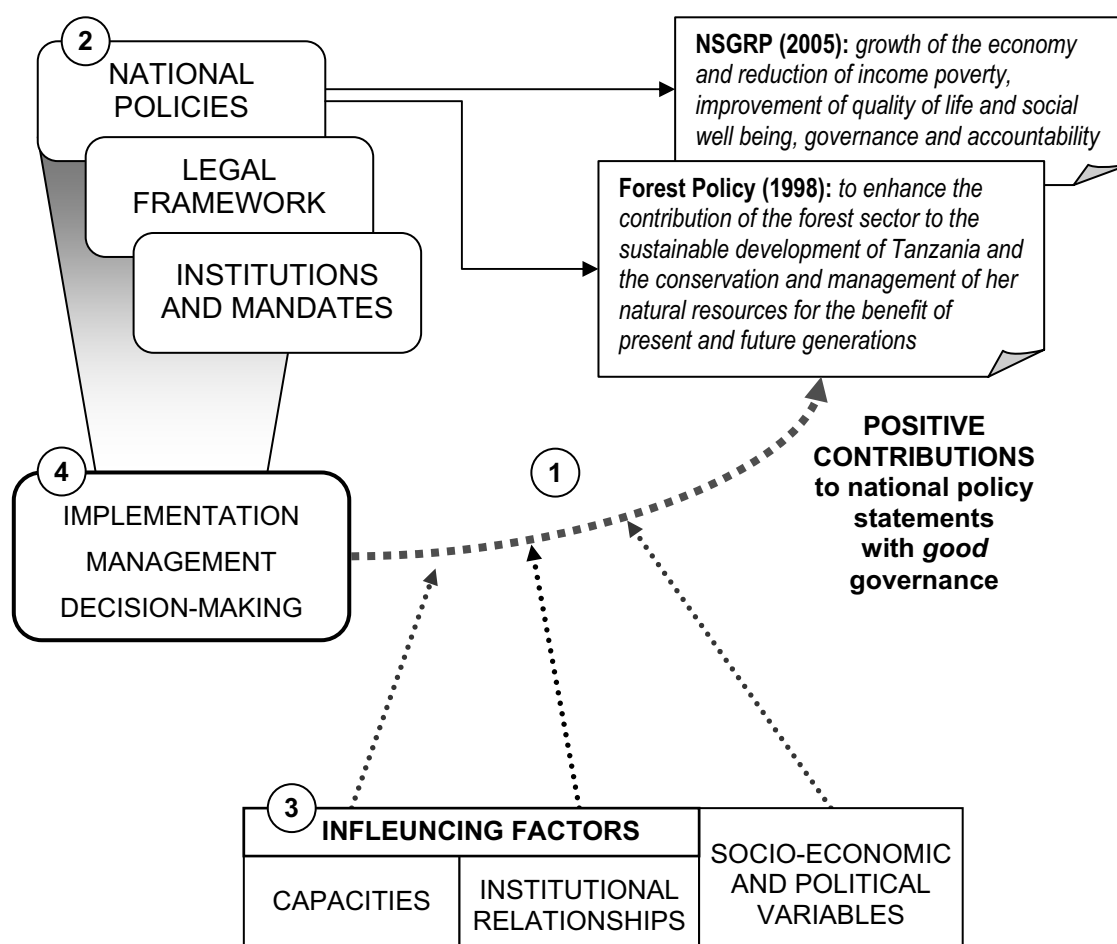 2
NATIONAL
POLICIES
LEGAL
FRAMEWORK
INSTITUTIONS
AND MANDATES
NSGRP (2005): growth of the economy
and reduction of income poverty,
improvement of quality of life and social
well being, governance and accountability
Forest Policy (1998): to enhance the
contribution of the forest sector to the
sustainable development of Tanzania and
the conservation and management of her
natural resources for the benefit of
present and future generations
4
IMPLEMENTATION
MANAGEMENT
DECISION-MAKING
1
POSITIVE
CONTRIBUTIONS
to national policy
statements
with good
governance
3
INFLEUNCING FACTORS
CAPACITIES
INSTITUTIONAL
RELATIONSHIPS
SOCIO-ECONOMIC
AND POLITICAL
VARIABLES